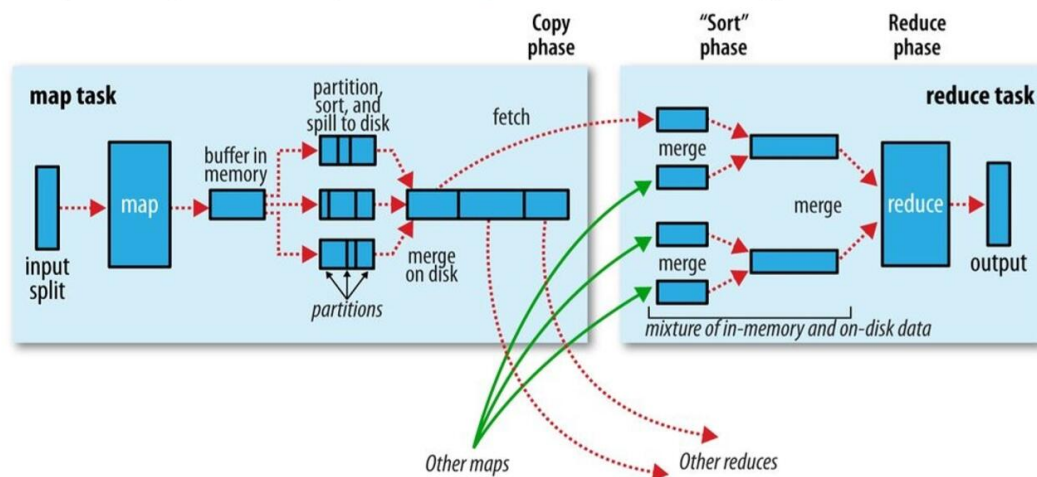 Copy
phase
“Sort”
phase
Reduce
phase
map task
partition,
sort, and
spill to disk
buffer in
memory
map
input
split
partitions
merge
on disk
fetch
reduce task
merge
merge
merge
reduce
output
mixture of in-memory and on-disk data
Other maps
Other reduces